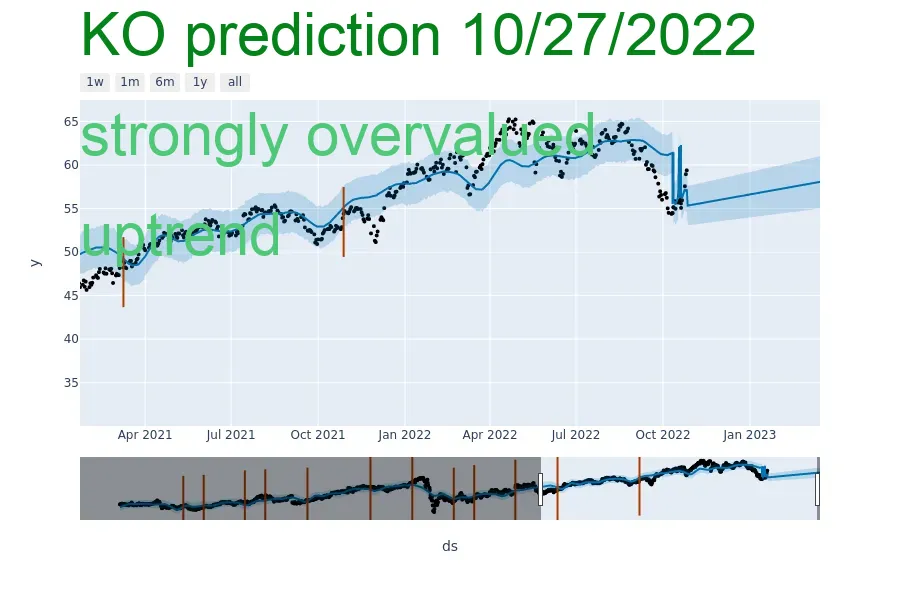 KO prediction 10/27/2022
1w 1m 6m 1y all
strongly overvalued
uptrend
65
60
55
50
45
40
35
y
Apr 2021 Jul 2021 Oct 2021 Jan 2022 Apr 2022 Jul 2022 Oct 2022 Jan 2023
ds